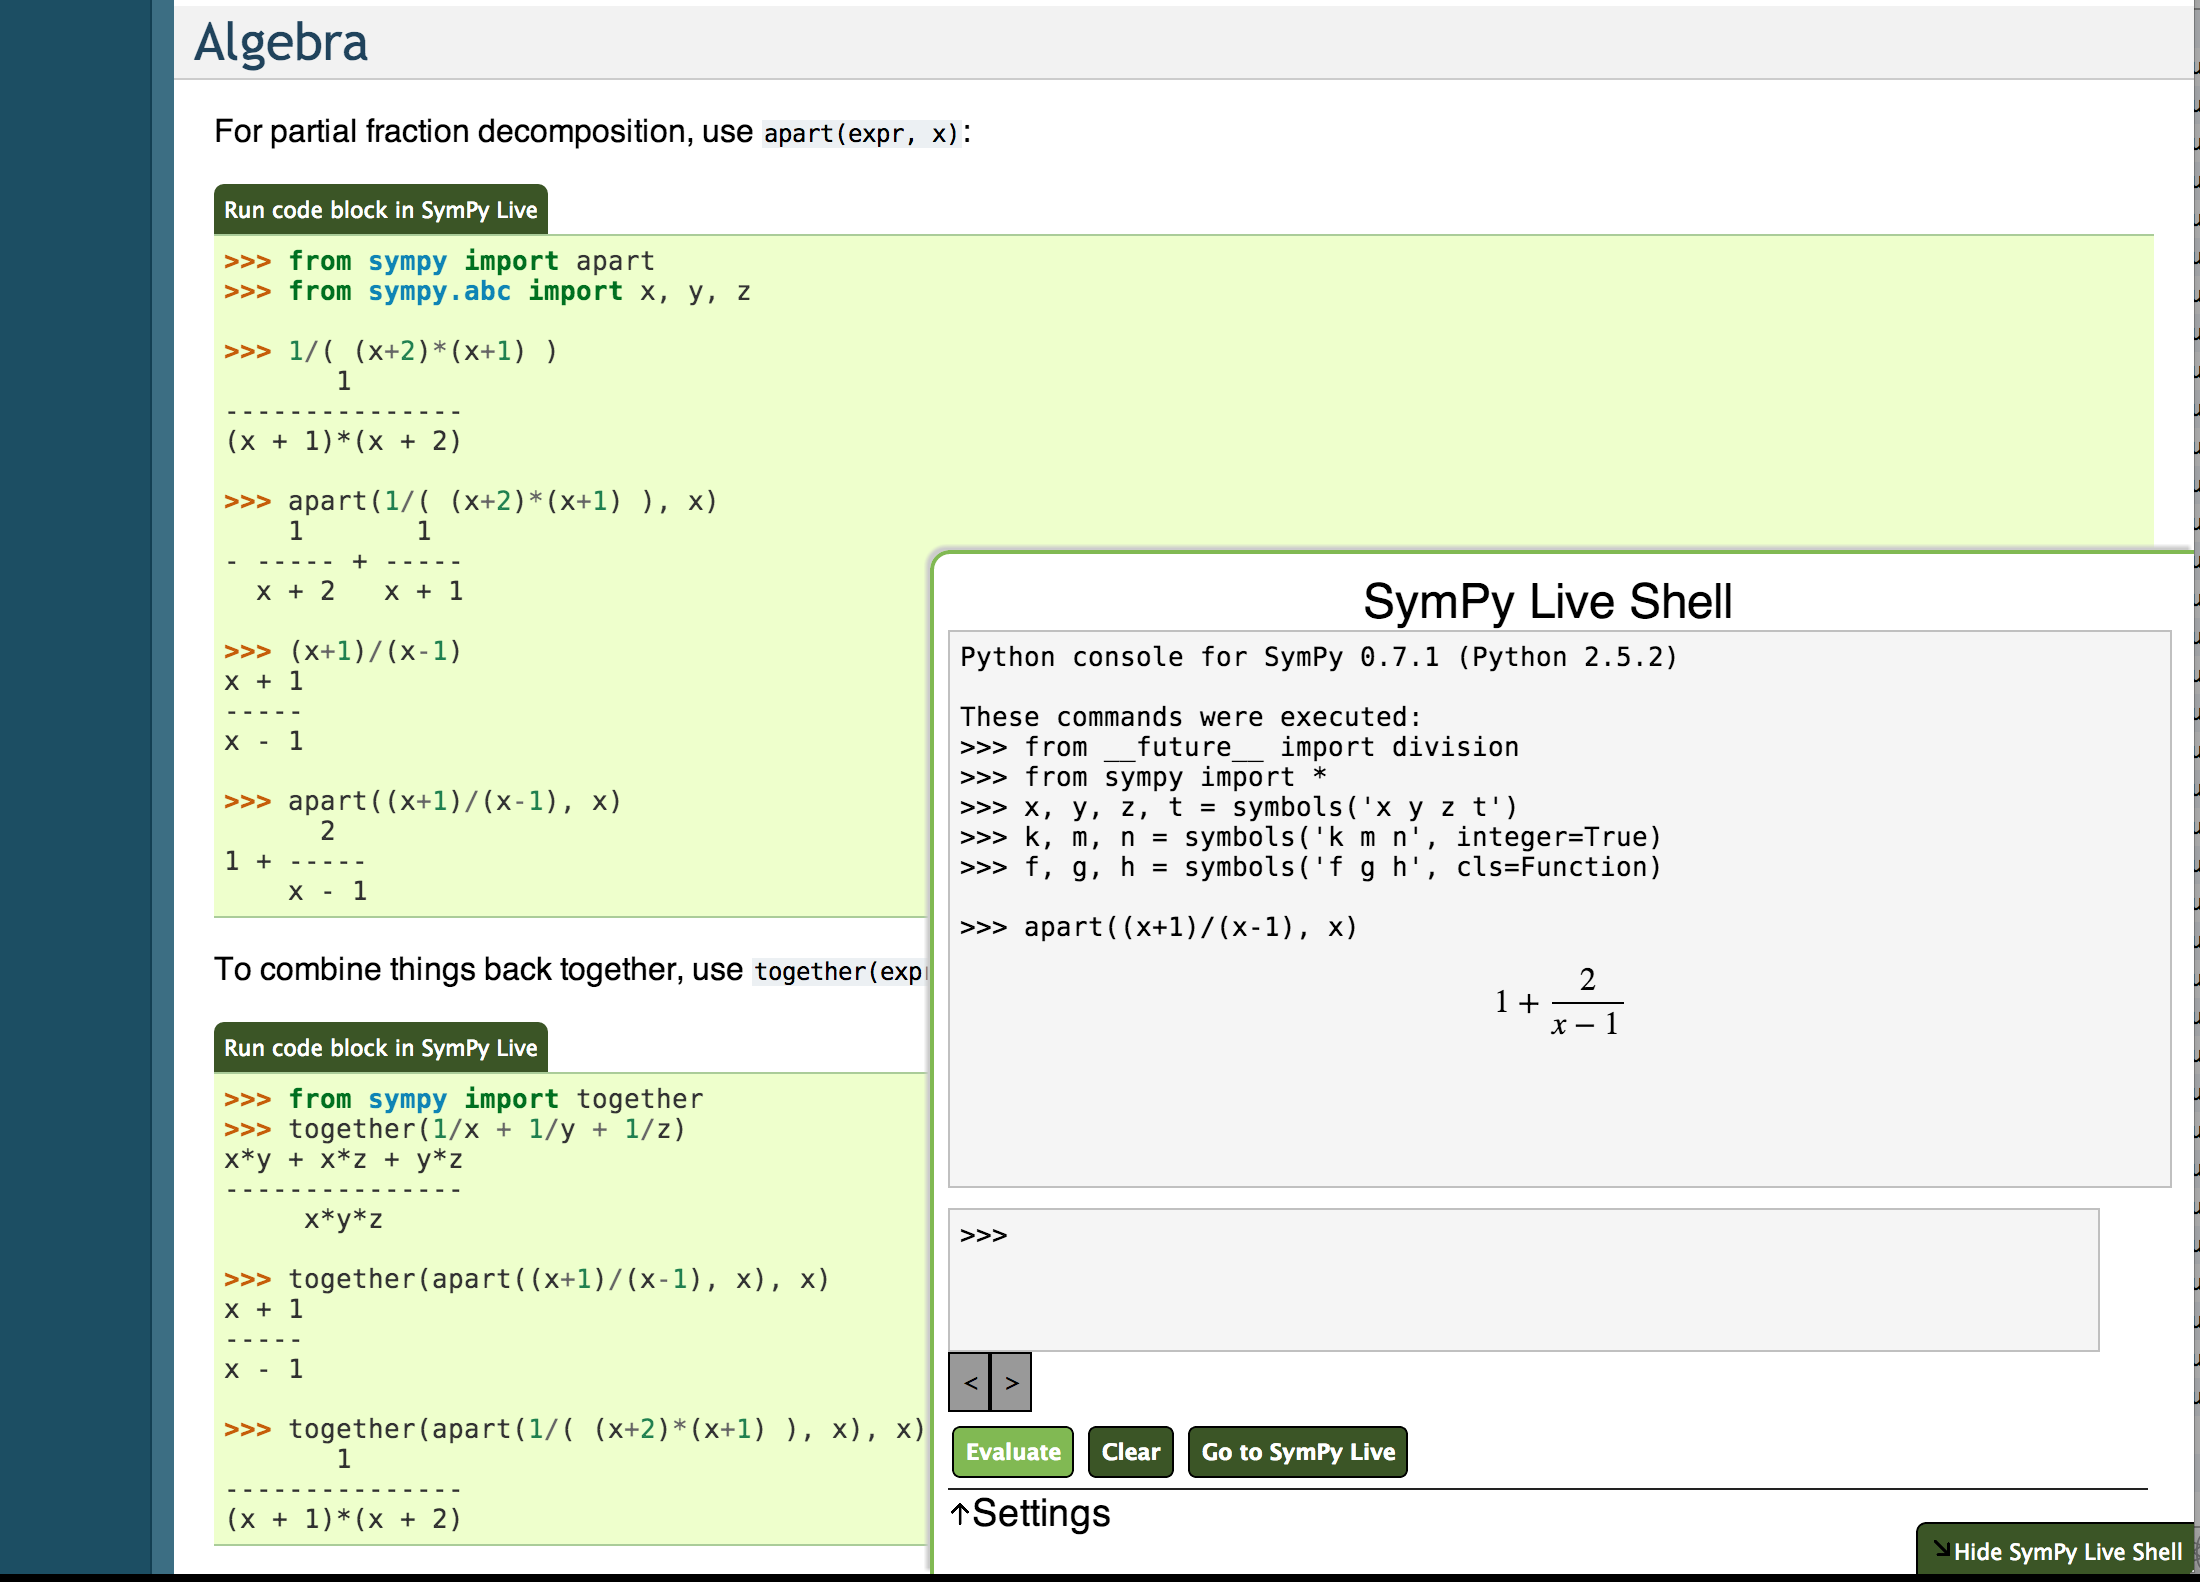 Algebra
For partial fraction decomposition, use apart(expr, x):
Run code block in SymPy Live
>>> from sympy import apart
>>> from sympy.abc import x, y, z
>>> 1/( (x+2)*(x+1) )
       1
---------------
(x + 1)*(x + 2)
>>> apart(1/( (x+2)*(x+1) ), x)
    1       1
- ----- + -----
  x + 2   x + 1
>>> (x+1)/(x-1)
x + 1
-----
x - 1
>>> apart((x+1)/(x-1), x)
      2
1 + -----
    x - 1
To combine things back together, use together(exp
Run code block in SymPy Live
>>> from sympy import together
>>> together(1/x + 1/y + 1/z)
x*y + x*z + y*z
---------------
     x*y*z
>>> together(apart((x+1)/(x-1), x), x)
x + 1
-----
x - 1
>>> together(apart(1/( (x+2)*(x+1) ), x), x)
       1
---------------
(x + 1)*(x + 2)
SymPy Live Shell
Python console for SymPy 0.7.1 (Python 2.5.2)
These commands were executed:
>>> from __future__ import division
>>> from sympy import *
>>> x, y, z, t = symbols('x y z t')
>>> k, m, n = symbols('k m n', integer=True)
>>> f, g, h = symbols('f g h', cls=Function)
>>> apart((x+1)/(x-1), x)
2
1 +
x − 1
>>>
< >
Evaluate Clear Go to SymPy Live
↑Settings
↘Hide SymPy Live Shell